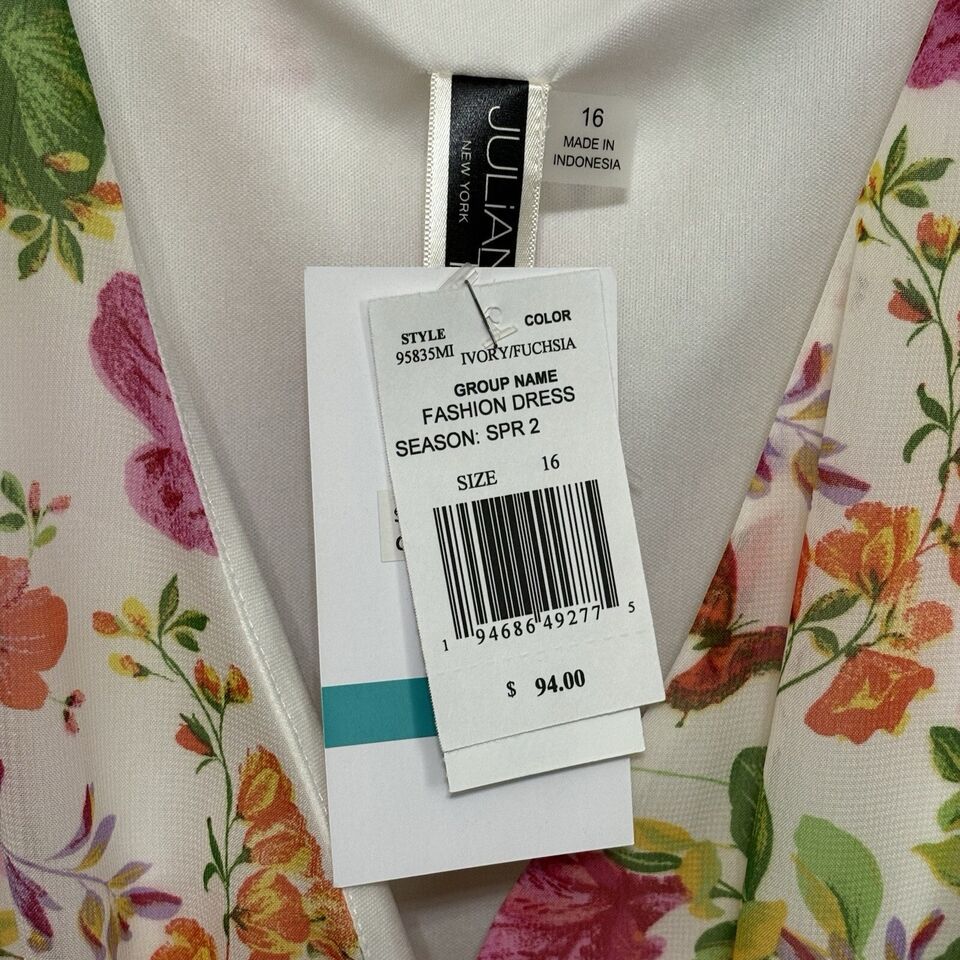 JULiAN
NEW YORK
16
MADE IN
INDONESIA
STYLE COLOR
95835MI IVORY/FUCHSIA
GROUP NAME
FASHION DRESS
SEASON: SPR 2
SIZE 16
1 94686 49277 5
$ 94.00